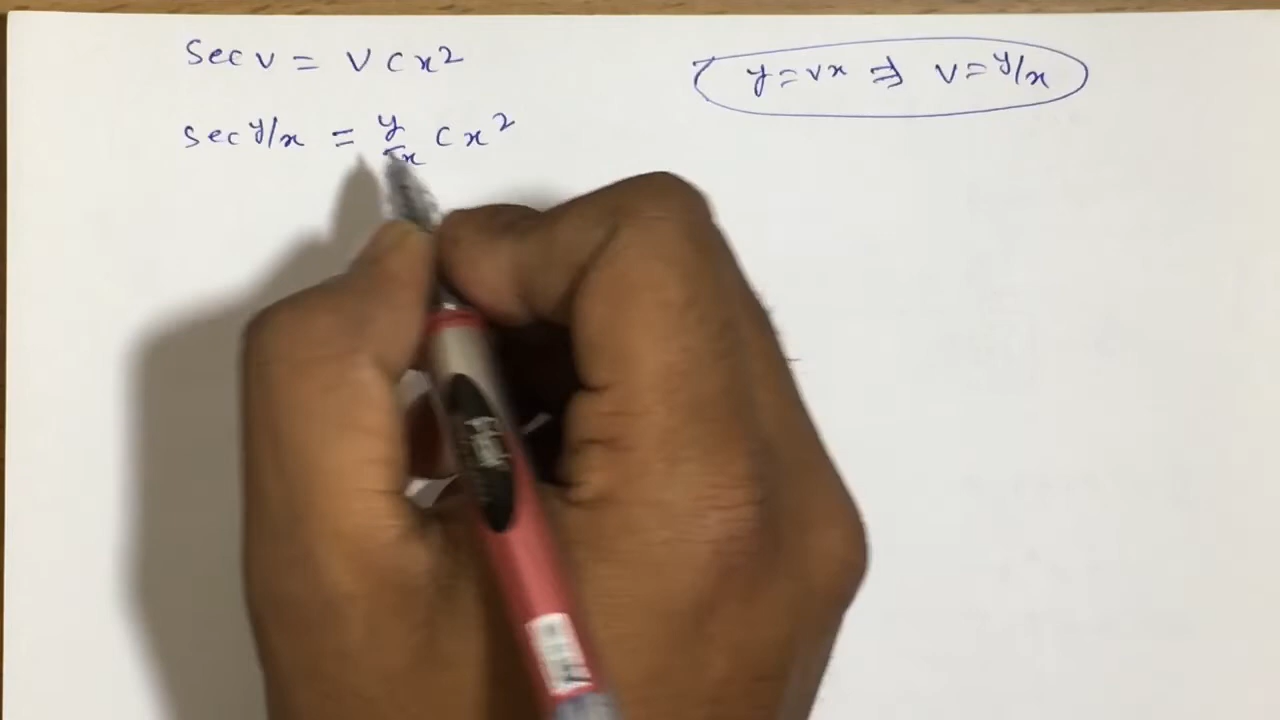 sec v = v c x²
y = vx ⇒ v = y/x
sec y/x = y/x c x²